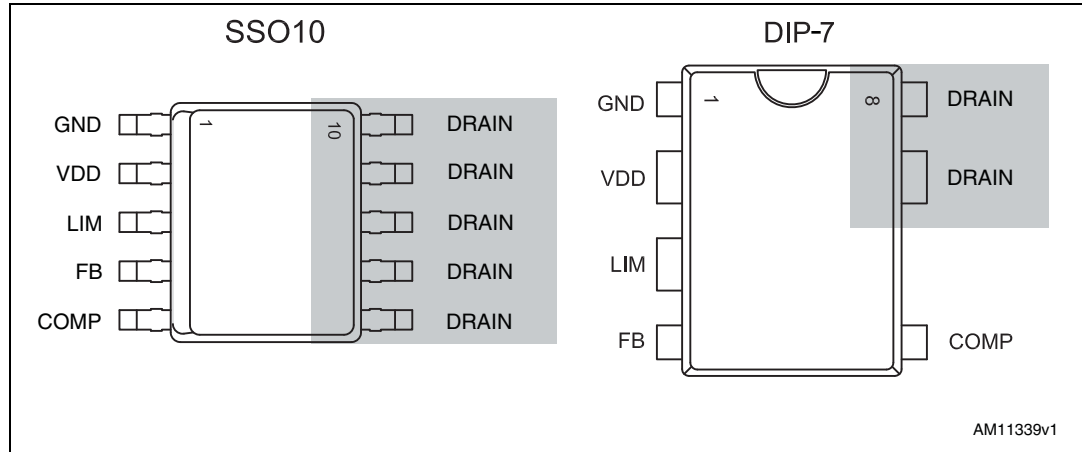 SSO10
GND 1 10 DRAIN
VDD DRAIN
LIM DRAIN
FB DRAIN
COMP DRAIN
DIP-7
GND 1 8 DRAIN
VDD DRAIN
LIM
FB COMP
AM11339v1